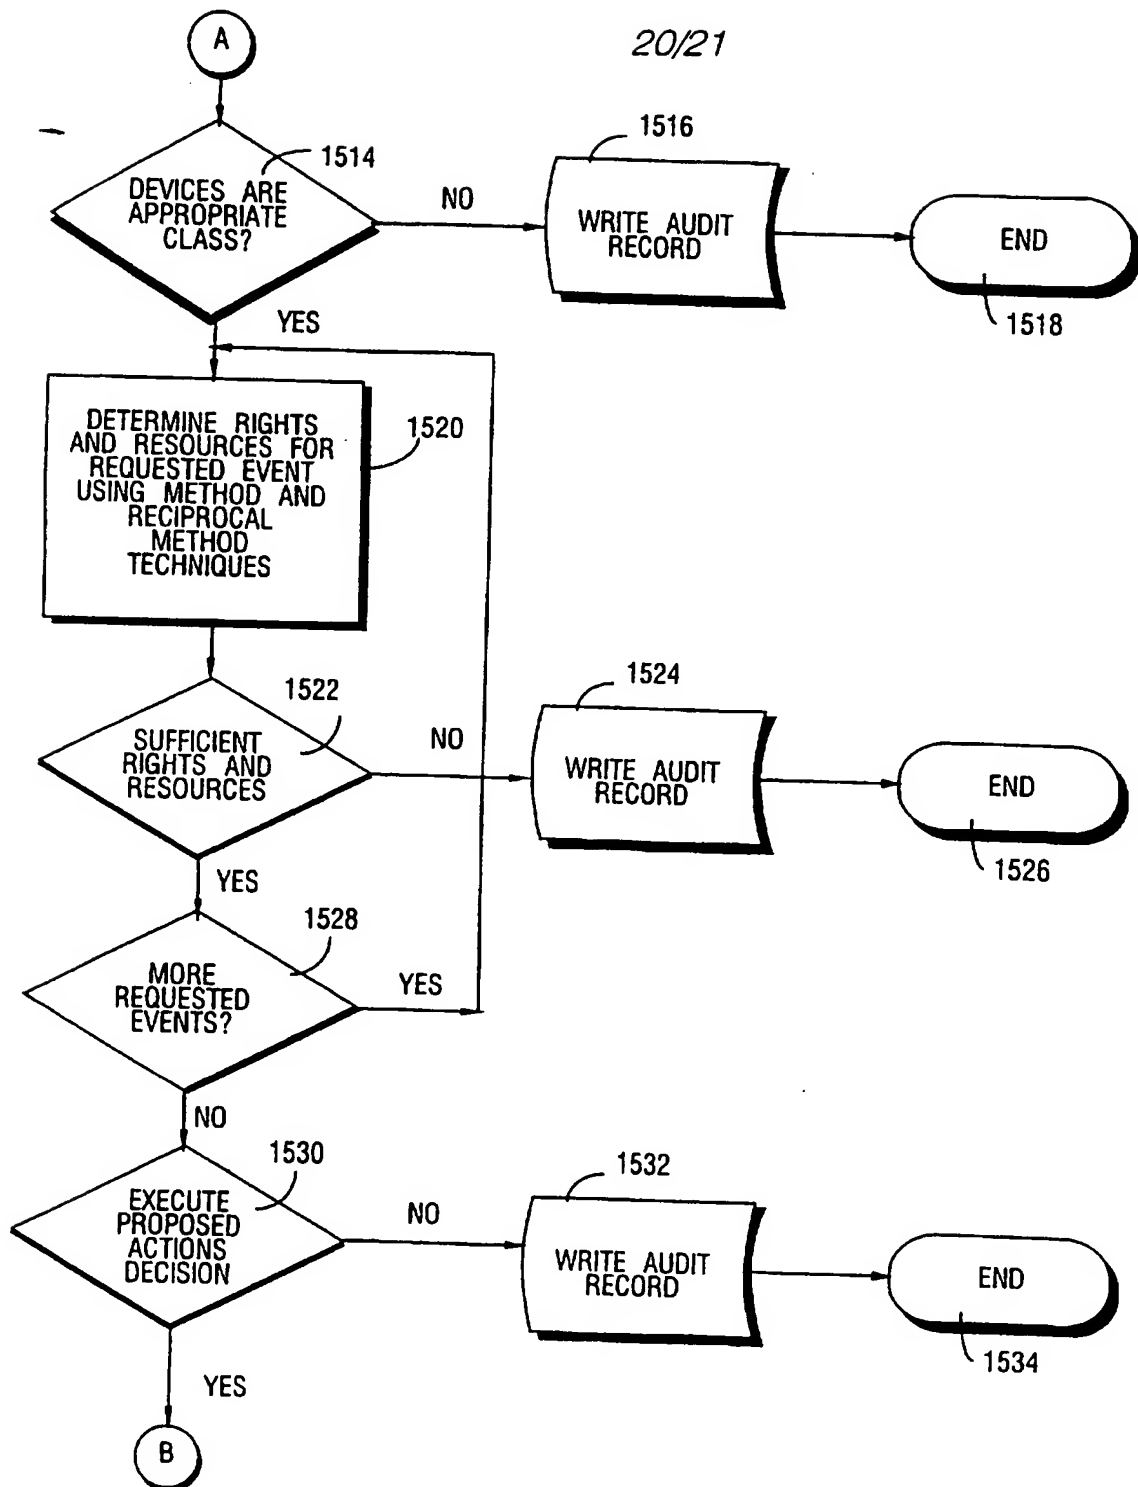 A
20/21
1514
DEVICES ARE
APPROPRIATE
CLASS?
NO
1516
WRITE AUDIT
RECORD
END
1518
YES
DETERMINE RIGHTS
AND RESOURCES FOR
REQUESTED EVENT
USING METHOD AND
RECIPROCAL
METHOD
TECHNIQUES
1520
1522
SUFFICIENT
RIGHTS AND
RESOURCES
NO
1524
WRITE AUDIT
RECORD
END
1526
YES
1528
MORE
REQUESTED
EVENTS?
YES
NO
1530
EXECUTE
PROPOSED
ACTIONS
DECISION
NO
1532
WRITE AUDIT
RECORD
END
1534
YES
B